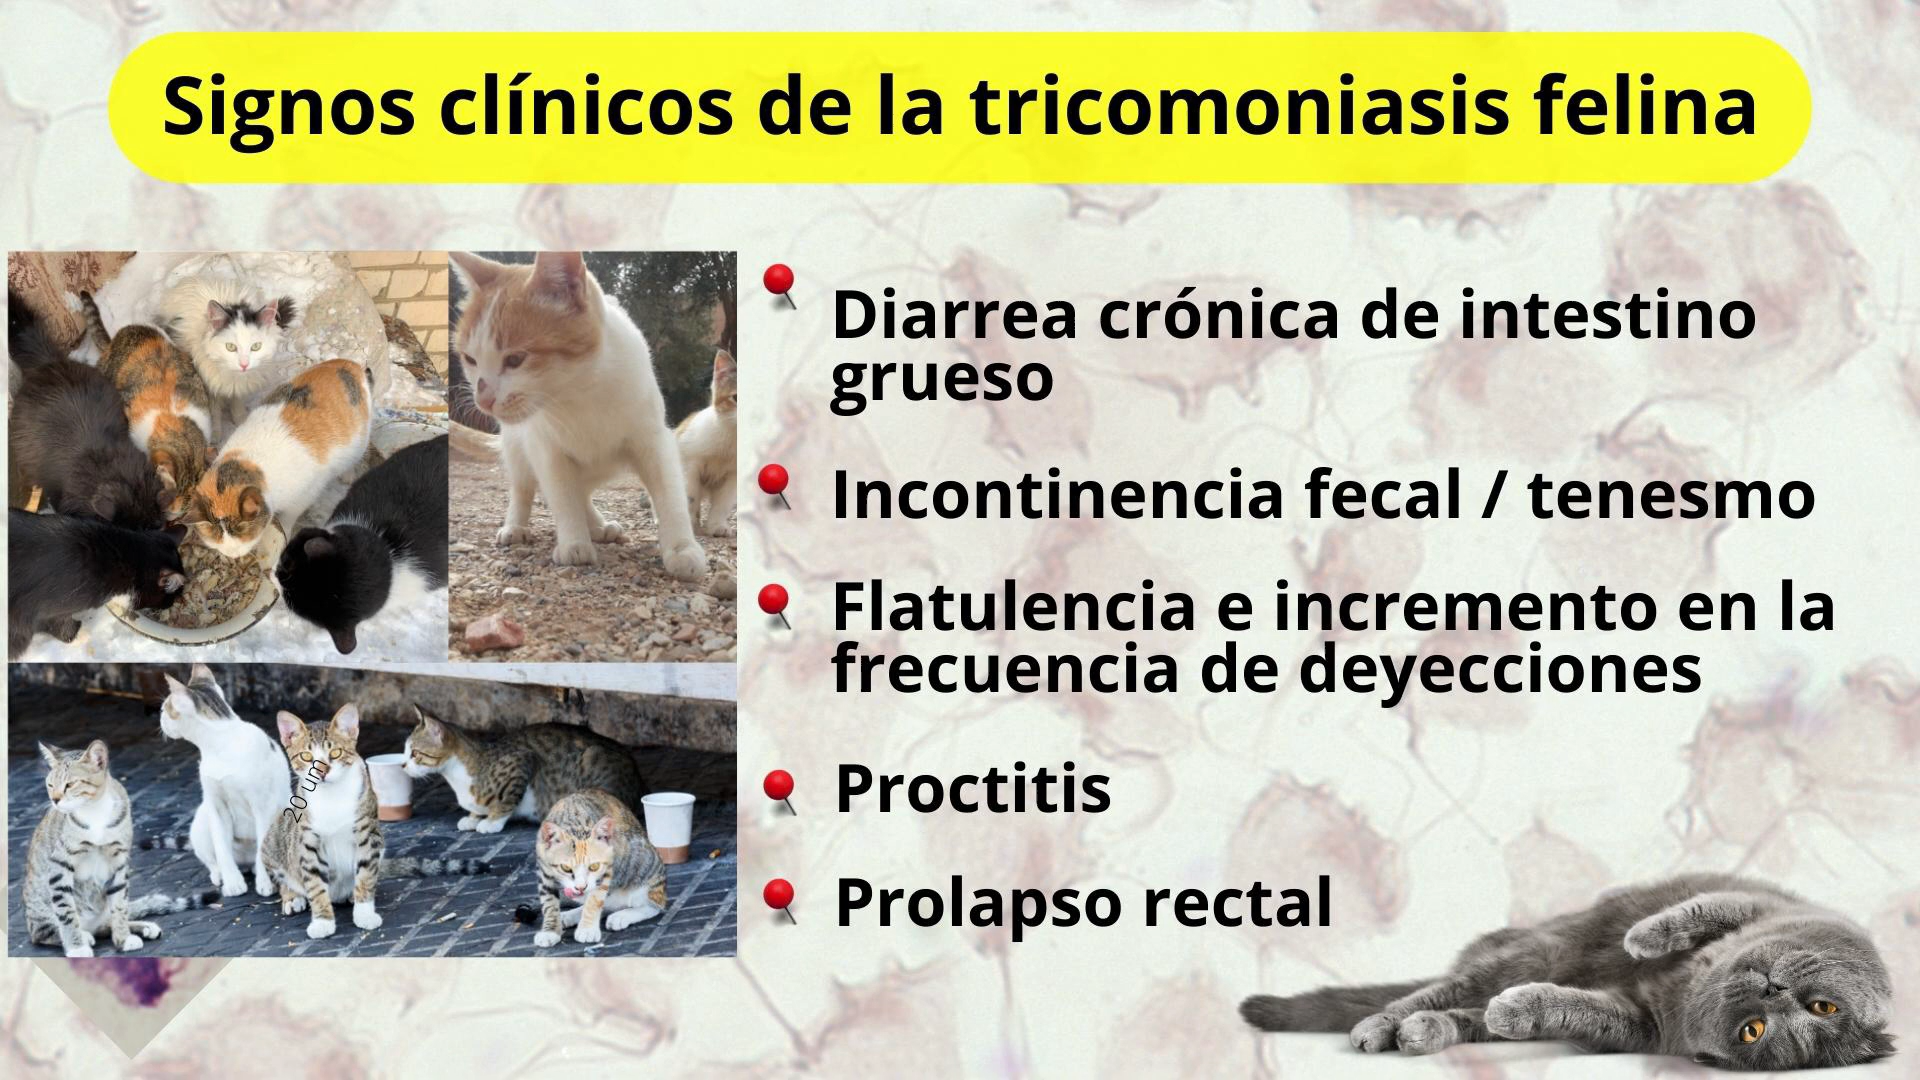 Signos clínicos de la tricomoniasis felina
Diarrea crónica de intestino
grueso
Incontinencia fecal / tenesmo
Flatulencia e incremento en la
frecuencia de deyecciones
20 um
Proctitis
Prolapso rectal